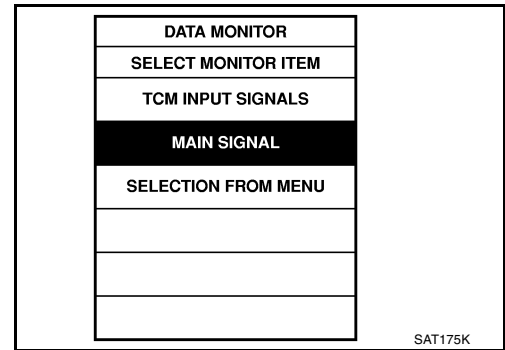 DATA MONITOR
SELECT MONITOR ITEM
TCM INPUT SIGNALS
MAIN SIGNAL
SELECTION FROM MENU
SAT175K